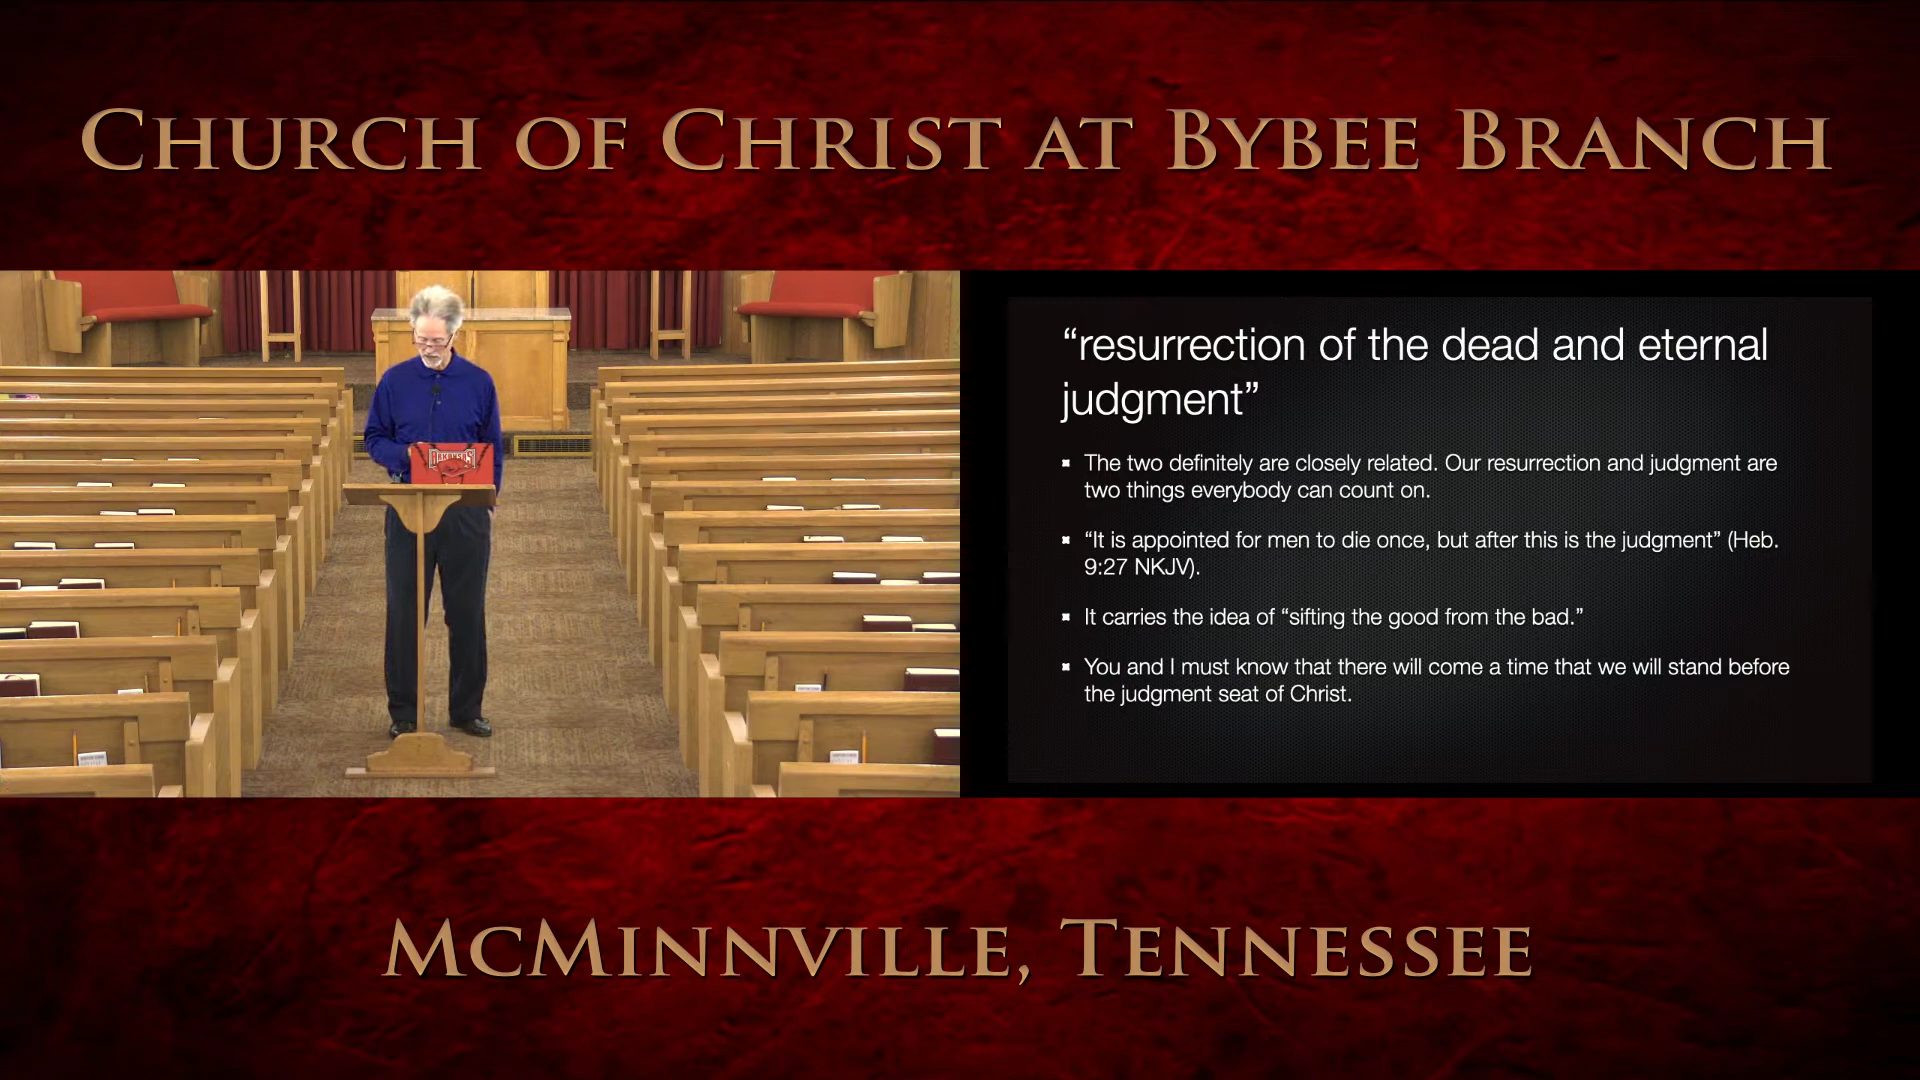 CHURCH OF CHRIST AT BYBEE BRANCH
ARKANSAS
“resurrection of the dead and eternal
judgment”
▪ The two definitely are closely related. Our resurrection and judgment are
two things everybody can count on.
▪ “It is appointed for men to die once, but after this is the judgment” (Heb.
9:27 NKJV).
▪ It carries the idea of “sifting the good from the bad.”
▪ You and I must know that there will come a time that we will stand before
the judgment seat of Christ.
MCMINNVILLE, TENNESSEE